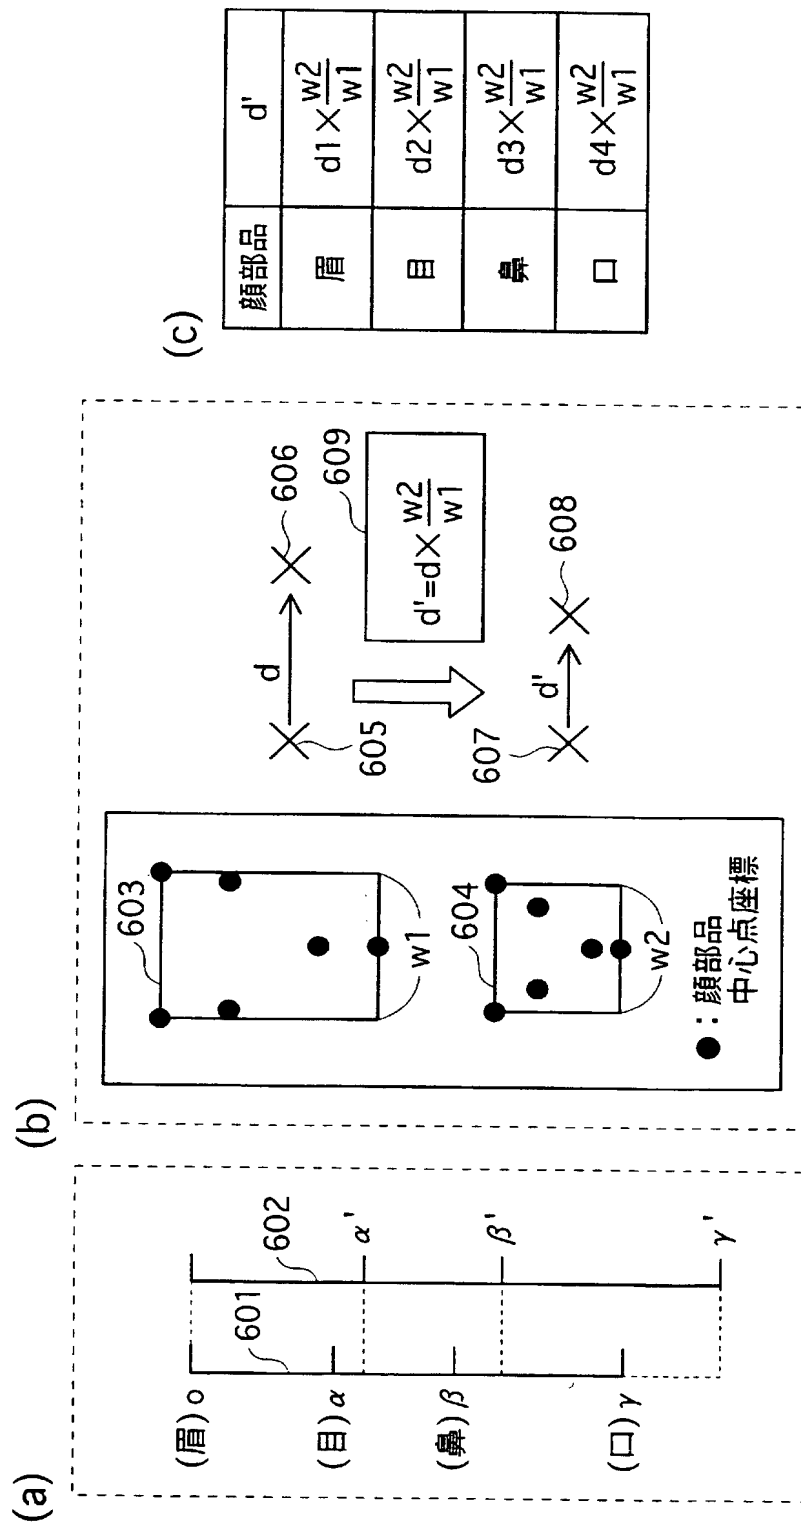 (a)
(眉) o
(目) α
(鼻) β
(口) γ
601
602
α'
β'
γ'
(b)
603
w1
604
w2
●：顔部品
中心点座標
605
d
606
609
d'=d×w2/w1
607
d'
608
(c)
顔部品 d'
眉 d1×w2/w1
目 d2×w2/w1
鼻 d3×w2/w1
口 d4×w2/w1